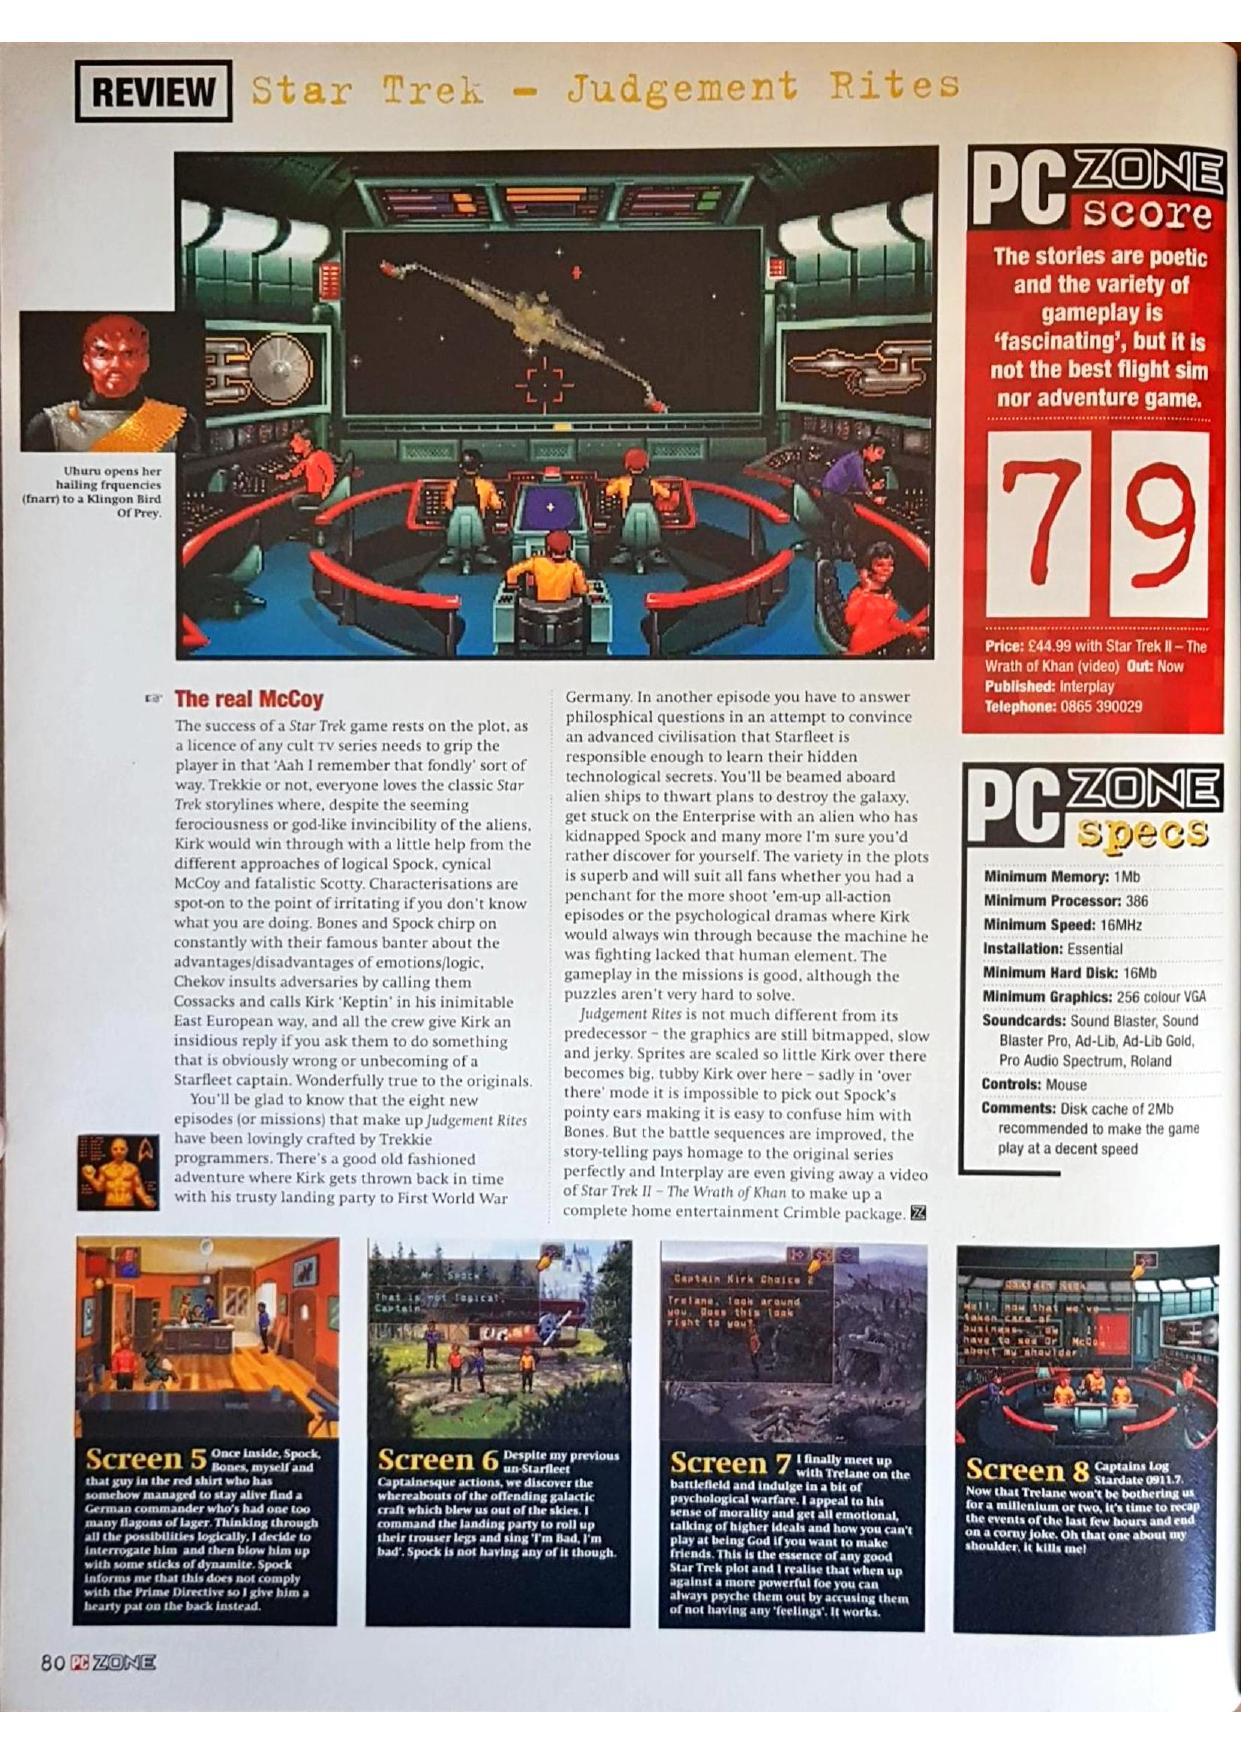 REVIEW Star Trek – Judgement Rites
Uhuru opens her
hailing frquencies
(fnarr) to a Klingon Bird
Of Prey.
The real McCoy
The success of a Star Trek game rests on the plot, as
a licence of any cult TV series needs to grip the
player in that 'Aah I remember that fondly' sort of
way. Trekkie or not, everyone loves the classic Star
Trek storylines where, despite the seeming
ferociousness or god-like invincibility of the aliens,
Kirk would win through with a little help from the
different approaches of logical Spock, cynical
McCoy and fatalistic Scotty. Characterisations are
spot-on to the point of irritating if you don't know
what you are doing. Bones and Spock chirp on
constantly with their famous banter about the
advantages/disadvantages of emotions/logic,
Chekov insults adversaries by calling them
Cossacks and calls Kirk 'Keptin' in his inimitable
East European way, and all the crew give Kirk an
insidious reply if you ask them to do something
that is obviously wrong or unbecoming of a
Starfleet captain. Wonderfully true to the originals.
You'll be glad to know that the eight new
episodes (or missions) that make up Judgement Rites
have been lovingly crafted by Trekkie
programmers. There's a good old fashioned
adventure where Kirk gets thrown back in time
with his trusty landing party to First World War
Germany. In another episode you have to answer
philosphical questions in an attempt to convince
an advanced civilisation that Starfleet is
responsible enough to learn their hidden
technological secrets. You'll be beamed aboard
alien ships to thwart plans to destroy the galaxy,
get stuck on the Enterprise with an alien who has
kidnapped Spock and many more I'm sure you'd
rather discover for yourself. The variety in the plots
is superb and will suit all fans whether you had a
penchant for the more shoot 'em-up all-action
episodes or the psychological dramas where Kirk
would always win through because the machine he
was fighting lacked that human element. The
gameplay in the missions is good, although the
puzzles aren't very hard to solve.
Judgement Rites is not much different from its
predecessor – the graphics are still bitmapped, slow
and jerky. Sprites are scaled so little Kirk over there
becomes big, tubby Kirk over here – sadly in 'over
there' mode it is impossible to pick out Spock's
pointy ears making it is easy to confuse him with
Bones. But the battle sequences are improved, the
story-telling pays homage to the original series
perfectly and Interplay are even giving away a video
of Star Trek II – The Wrath of Khan to make up a
complete home entertainment Crimble package.
PC ZONE
score
The stories are poetic
and the variety of
gameplay is
'fascinating', but it is
not the best flight sim
nor adventure game.
79
Price: £44.99 with Star Trek II – The
Wrath of Khan (video) Out: Now
Published: Interplay
Telephone: 0865 390029
PC ZONE
specs
Minimum Memory: 1Mb
Minimum Processor: 386
Minimum Speed: 16MHz
Installation: Essential
Minimum Hard Disk: 16Mb
Minimum Graphics: 256 colour VGA
Soundcards: Sound Blaster, Sound
Blaster Pro, Ad-Lib, Ad-Lib Gold,
Pro Audio Spectrum, Roland
Controls: Mouse
Comments: Disk cache of 2Mb
recommended to make the game
play at a decent speed
Screen 5 Once inside, Spock,
Bones, myself and
that guy in the red shirt who has
somehow managed to stay alive find a
German commander who's had one too
many flagons of lager. Thinking through
all the possibilities logically, I decide to
interrogate him and then blow him up
with some sticks of dynamite. Spock
informs me that this does not comply
with the Prime Directive so I give him a
hearty pat on the back instead.
Mr. Spock
That is not logical,
Captain.
Screen 6 Despite my previous
un-Starfleet
Captainesque actions, we discover the
whereabouts of the offending galactic
craft which blew us out of the skies. I
command the landing party to roll up
their trouser legs and sing 'I'm Bad, I'm
bad'. Spock is not having any of it though.
Captain Kirk Choice 2
Trelane, look around
you. Does this look
right to you?
Screen 7 I finally meet up
with Trelane on the
battlefield and indulge in a bit of
psychological warfare. I appeal to his
sense of morality and get all emotional,
talking of higher ideals and how you can't
play at being God if you want to make
friends. This is the essence of any good
Star Trek plot and I realise that when up
against a more powerful foe you can
always psyche them out by accusing them
of not having any 'feelings'. It works.
Well, now that we've
taken care of
business
have to see Dr. McCoy
about my shoulder
Screen 8 Captains Log
Stardate 0911.7.
Now that Trelane won't be bothering us
for a millenium or two, it's time to recap
the events of the last few hours and end
on a corny joke. Oh that one about my
shoulder, it kills me!
80 PC ZONE